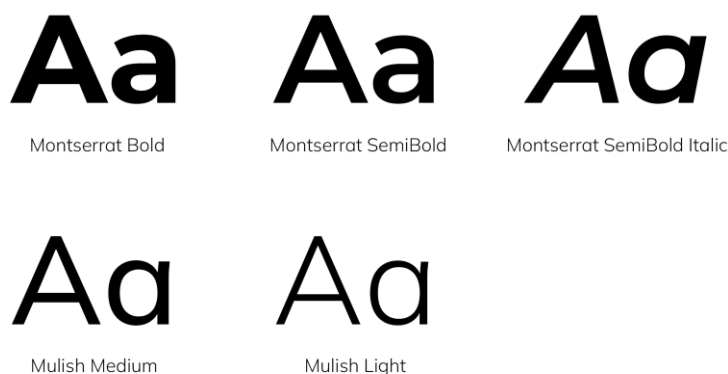 Aa Aa Aa
Montserrat Bold Montserrat SemiBold Montserrat SemiBold Italic
Aa Aa
Mulish Medium Mulish Light